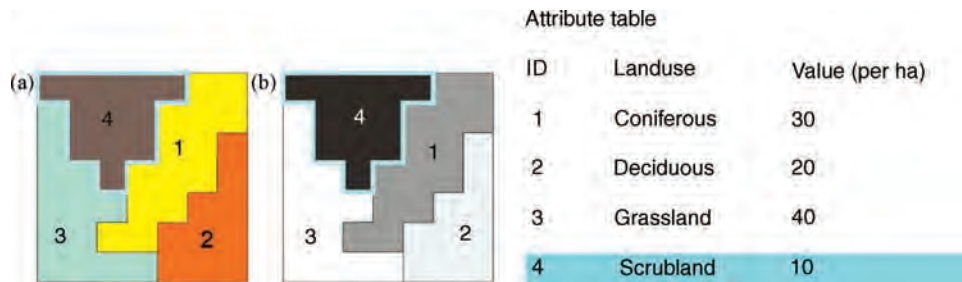 (a)
4
1
3
2
(b)
4
1
3
2
Attribute table
ID Landuse Value (per ha)
1 Coniferous 30
2 Deciduous 20
3 Grassland 40
4 Scrubland 10